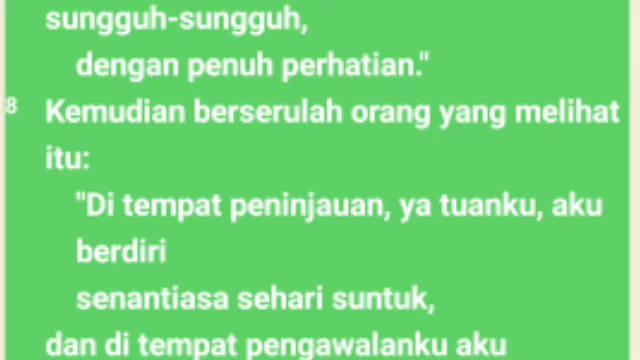 sungguh-sungguh,
dengan penuh perhatian."
8 Kemudian berserulah orang yang melihat
itu:
"Di tempat peninjauan, ya tuanku, aku
berdiri
senantiasa sehari suntuk,
dan di tempat pengawalanku aku